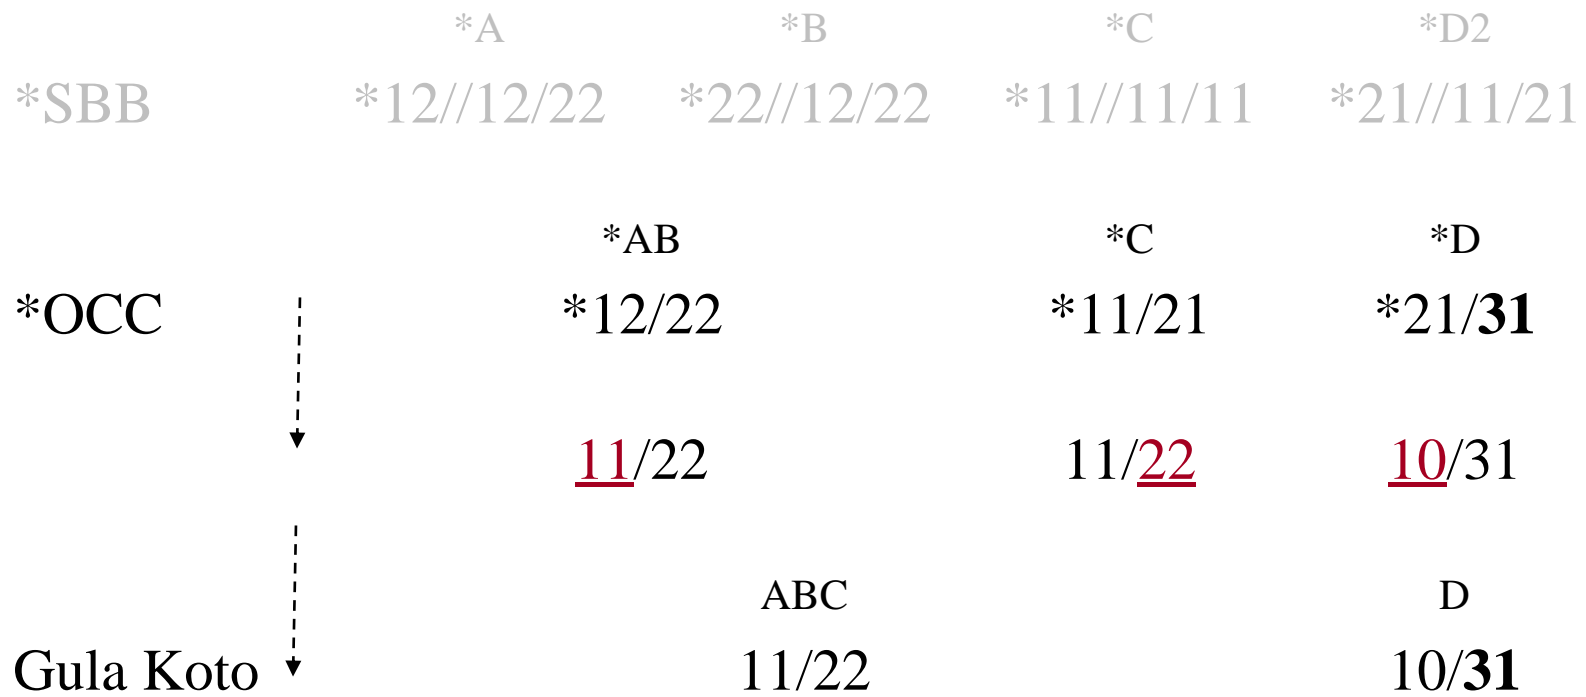 *A *B *C *D2
*SBB *12//12/22 *22//12/22 *11//11/11 *21//11/21
*AB *C *D
*OCC *12/22 *11/21 *21/31
11/22 11/22 10/31
ABC D
Gula Koto 11/22 10/31